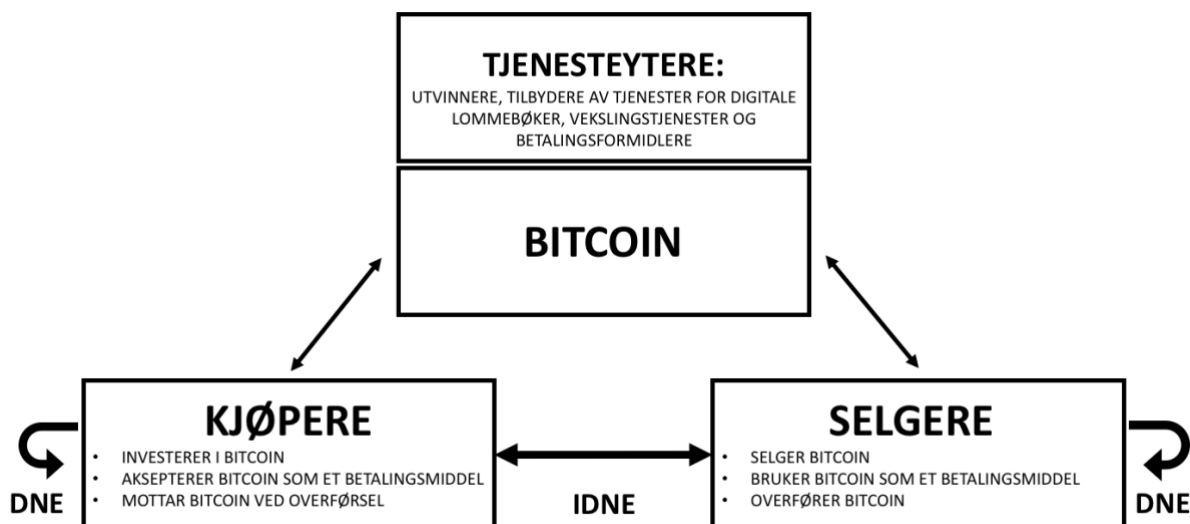 TJENESTEYTERE:
UTVINNERE, TILBYDERE AV TJENESTER FOR DIGITALE
LOMMEBØKER, VEKSLINGSTJENESTER OG
BETALINGSFORMIDLERE
BITCOIN
KJØPERE
• INVESTERER I BITCOIN
• AKSEPTERER BITCOIN SOM ET BETALINGSMIDDEL
• MOTTAR BITCOIN VED OVERFØRSEL
DNE
IDNE
SELGERE
• SELGER BITCOIN
• BRUKER BITCOIN SOM ET BETALINGSMIDDEL
• OVERFØRER BITCOIN
DNE